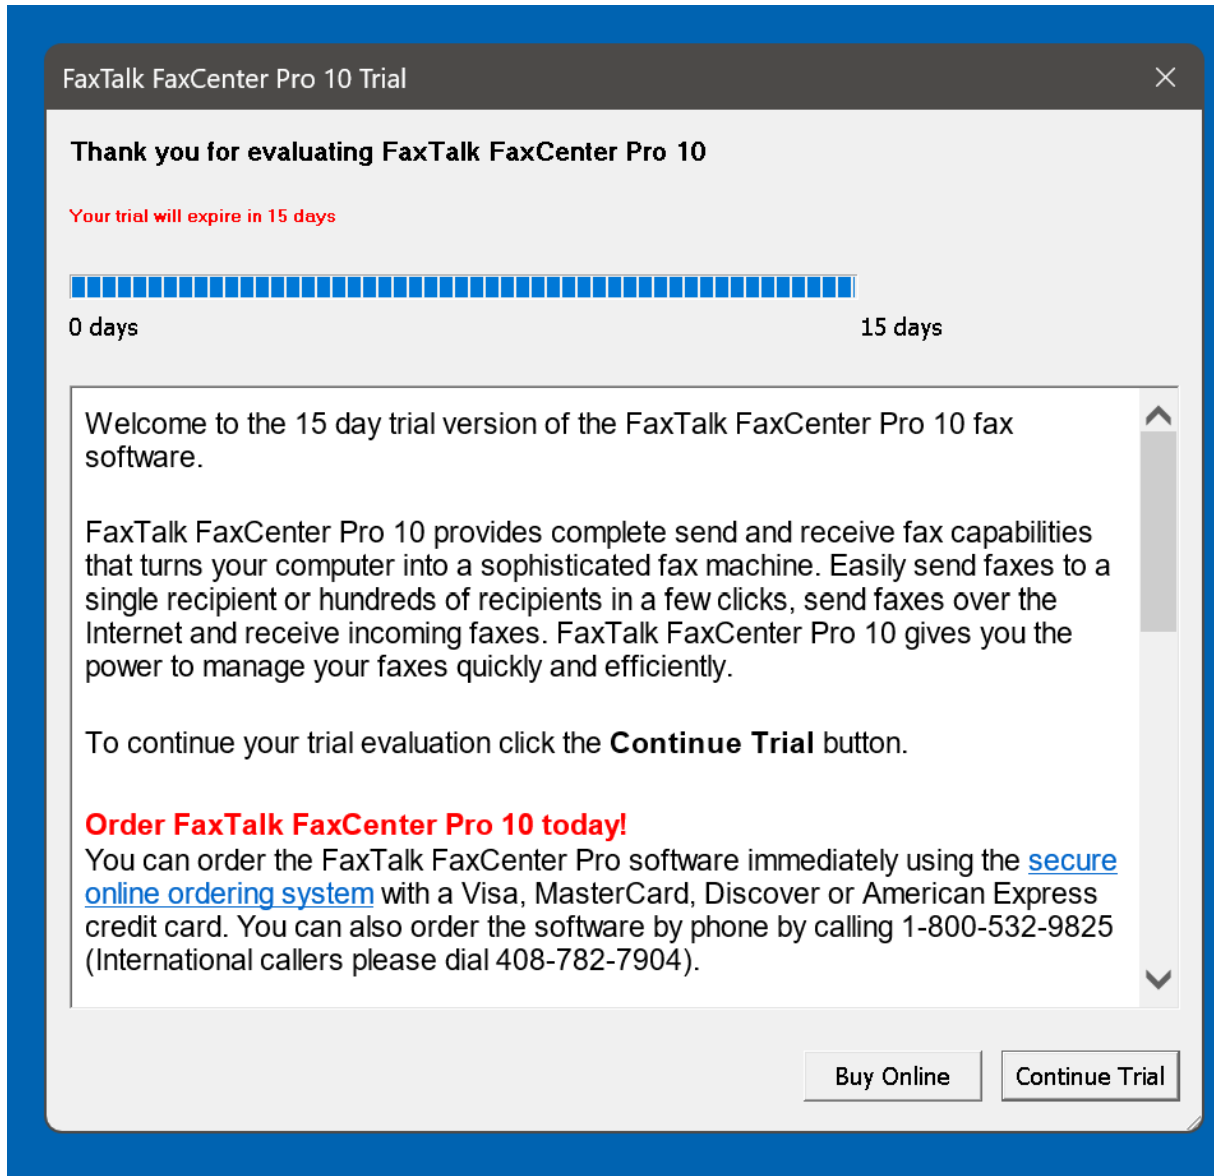 FaxTalk FaxCenter Pro 10 Trial
Thank you for evaluating FaxTalk FaxCenter Pro 10
Your trial will expire in 15 days
0 days 15 days
Welcome to the 15 day trial version of the FaxTalk FaxCenter Pro 10 fax
software.
FaxTalk FaxCenter Pro 10 provides complete send and receive fax capabilities
that turns your computer into a sophisticated fax machine. Easily send faxes to a
single recipient or hundreds of recipients in a few clicks, send faxes over the
Internet and receive incoming faxes. FaxTalk FaxCenter Pro 10 gives you the
power to manage your faxes quickly and efficiently.
To continue your trial evaluation click the Continue Trial button.
Order FaxTalk FaxCenter Pro 10 today!
You can order the FaxTalk FaxCenter Pro software immediately using the secure
online ordering system with a Visa, MasterCard, Discover or American Express
credit card. You can also order the software by phone by calling 1-800-532-9825
(International callers please dial 408-782-7904).
Buy Online Continue Trial